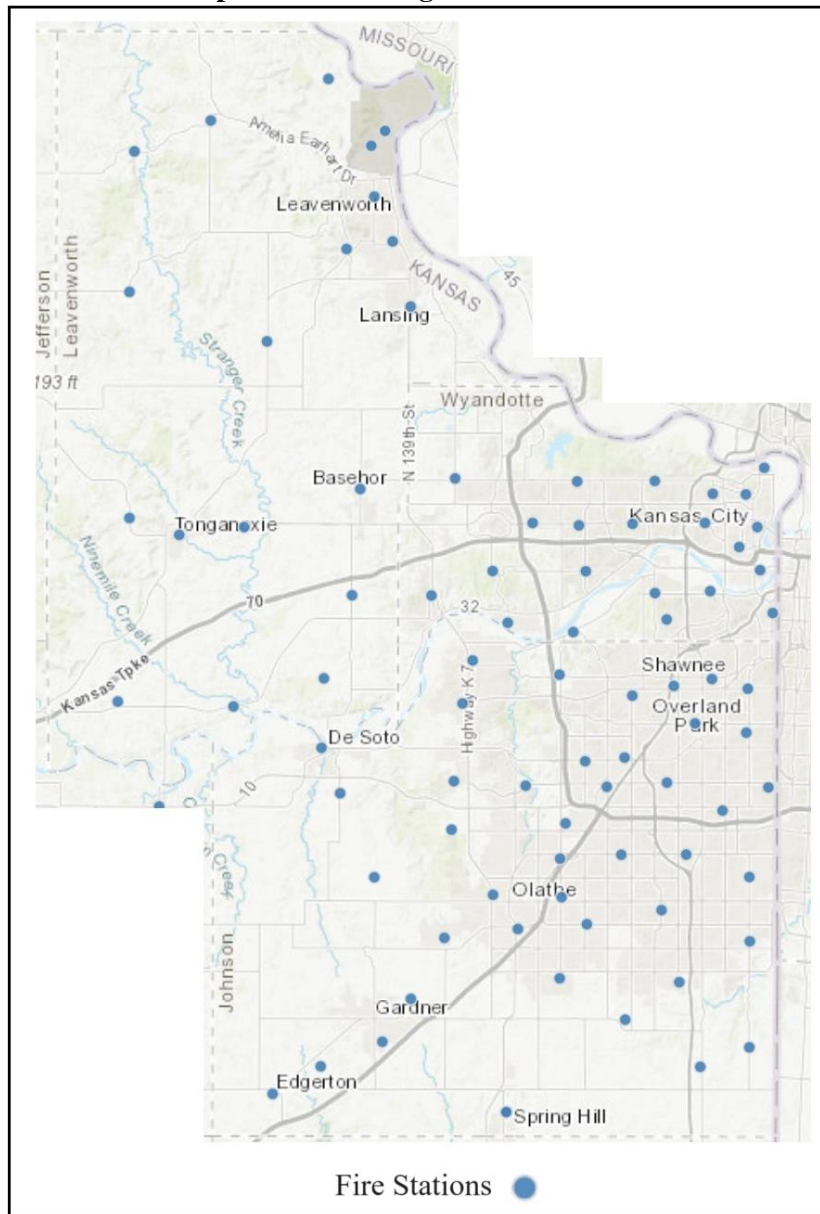 MISSOURI
Amelia Earhart Dr
Leavenworth
KANSAS
45
Jefferson
Leavenworth
Lansing
Stranger Creek
193 ft
Wyandotte
N 139th St
Basehor
Kansas City
Tonganoxie
Ninemile Creek
70
32
Kansas Tpke
Shawnee
Highway K 7
Overland
Park
De Soto
10
C
Creek
Olathe
Johnson
Gardner
Edgerton
Spring Hill
Fire Stations